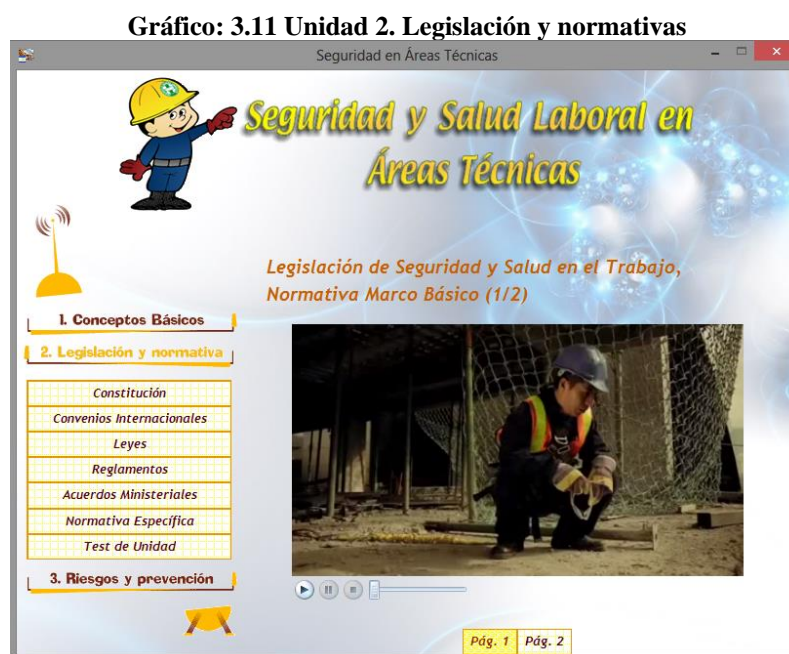 Gráfico: 3.11 Unidad 2. Legislación y normativas
Seguridad en Áreas Técnicas
Seguridad y Salud Laboral en
Áreas Técnicas
Legislación de Seguridad y Salud en el Trabajo,
Normativa Marco Básico (1/2)
1. Conceptos Básicos
2. Legislación y normativa
Constitución
Convenios Internacionales
Leyes
Reglamentos
Acuerdos Ministeriales
Normativa Específica
Test de Unidad
3. Riesgos y prevención
Pág. 1 Pág. 2